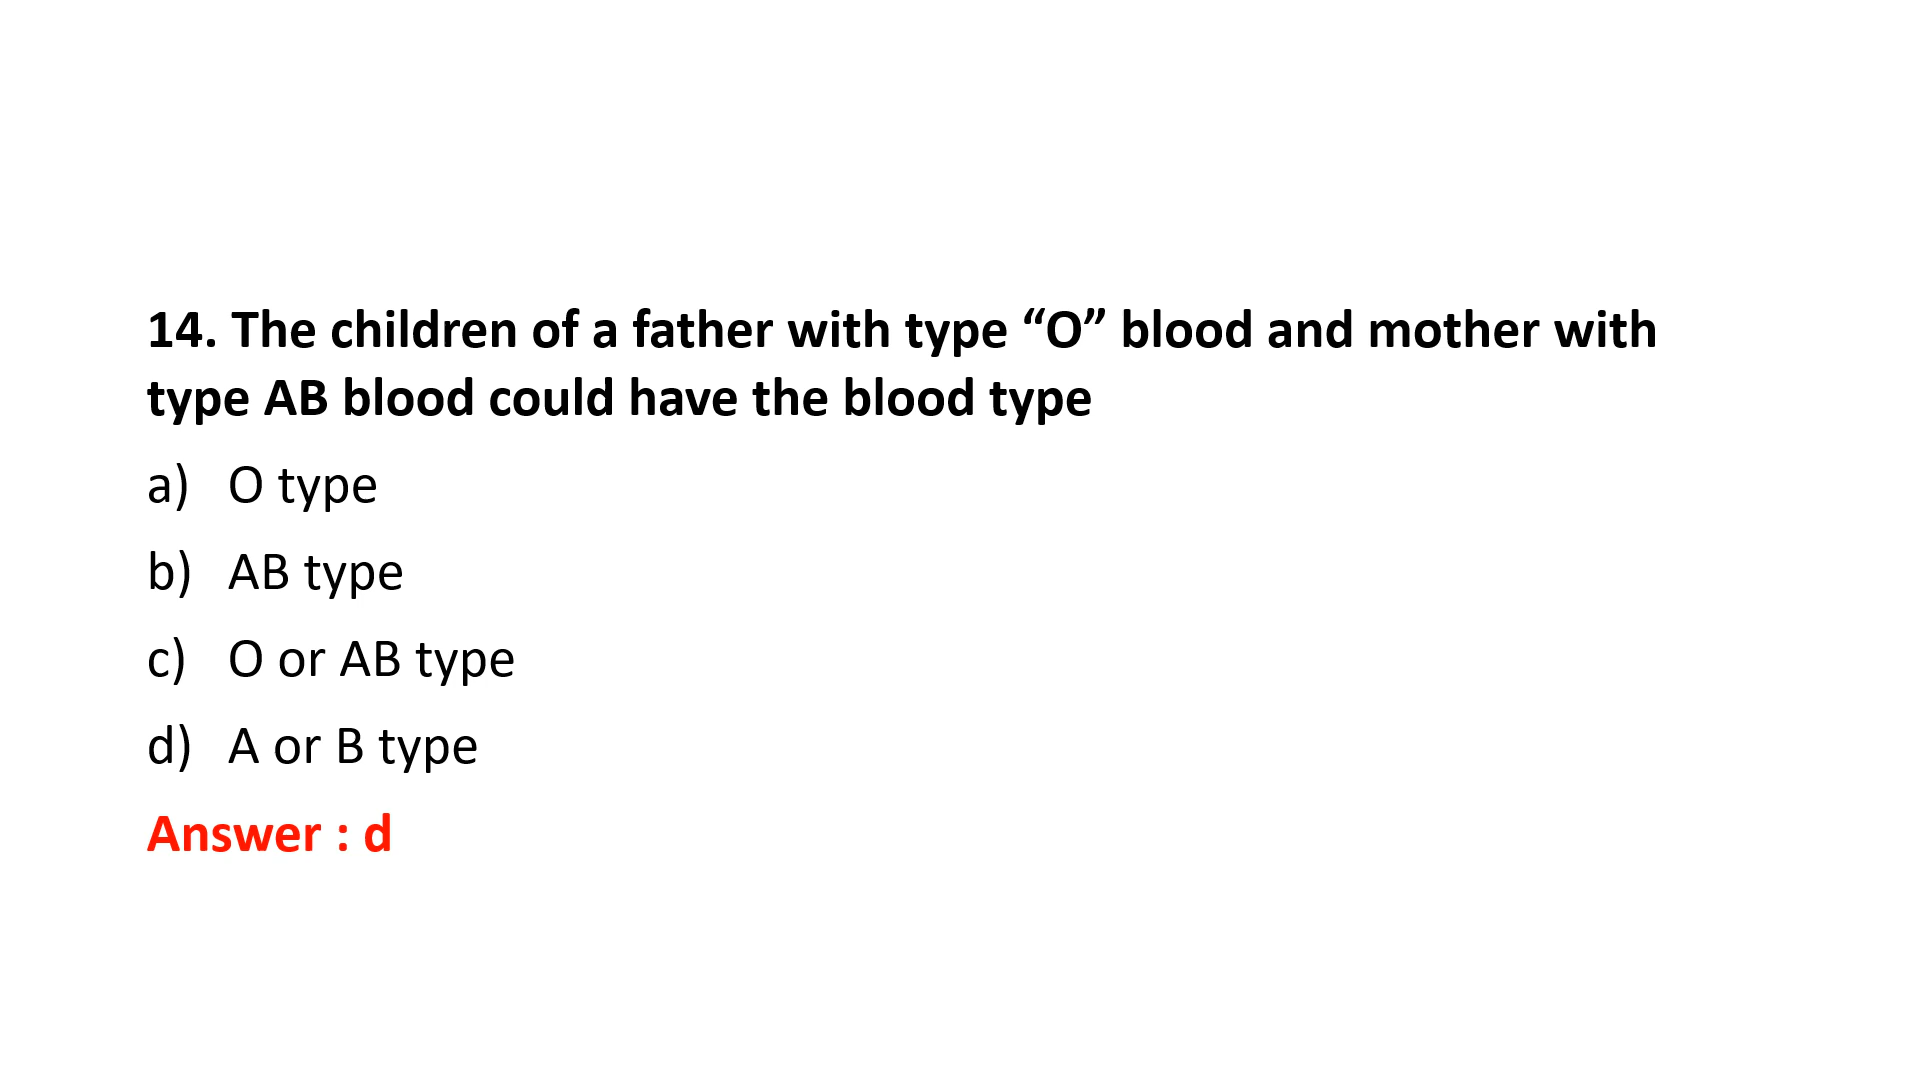 14. The children of a father with type “O” blood and mother with
type AB blood could have the blood type
a) O type
b) AB type
c) O or AB type
d) A or B type
Answer : d